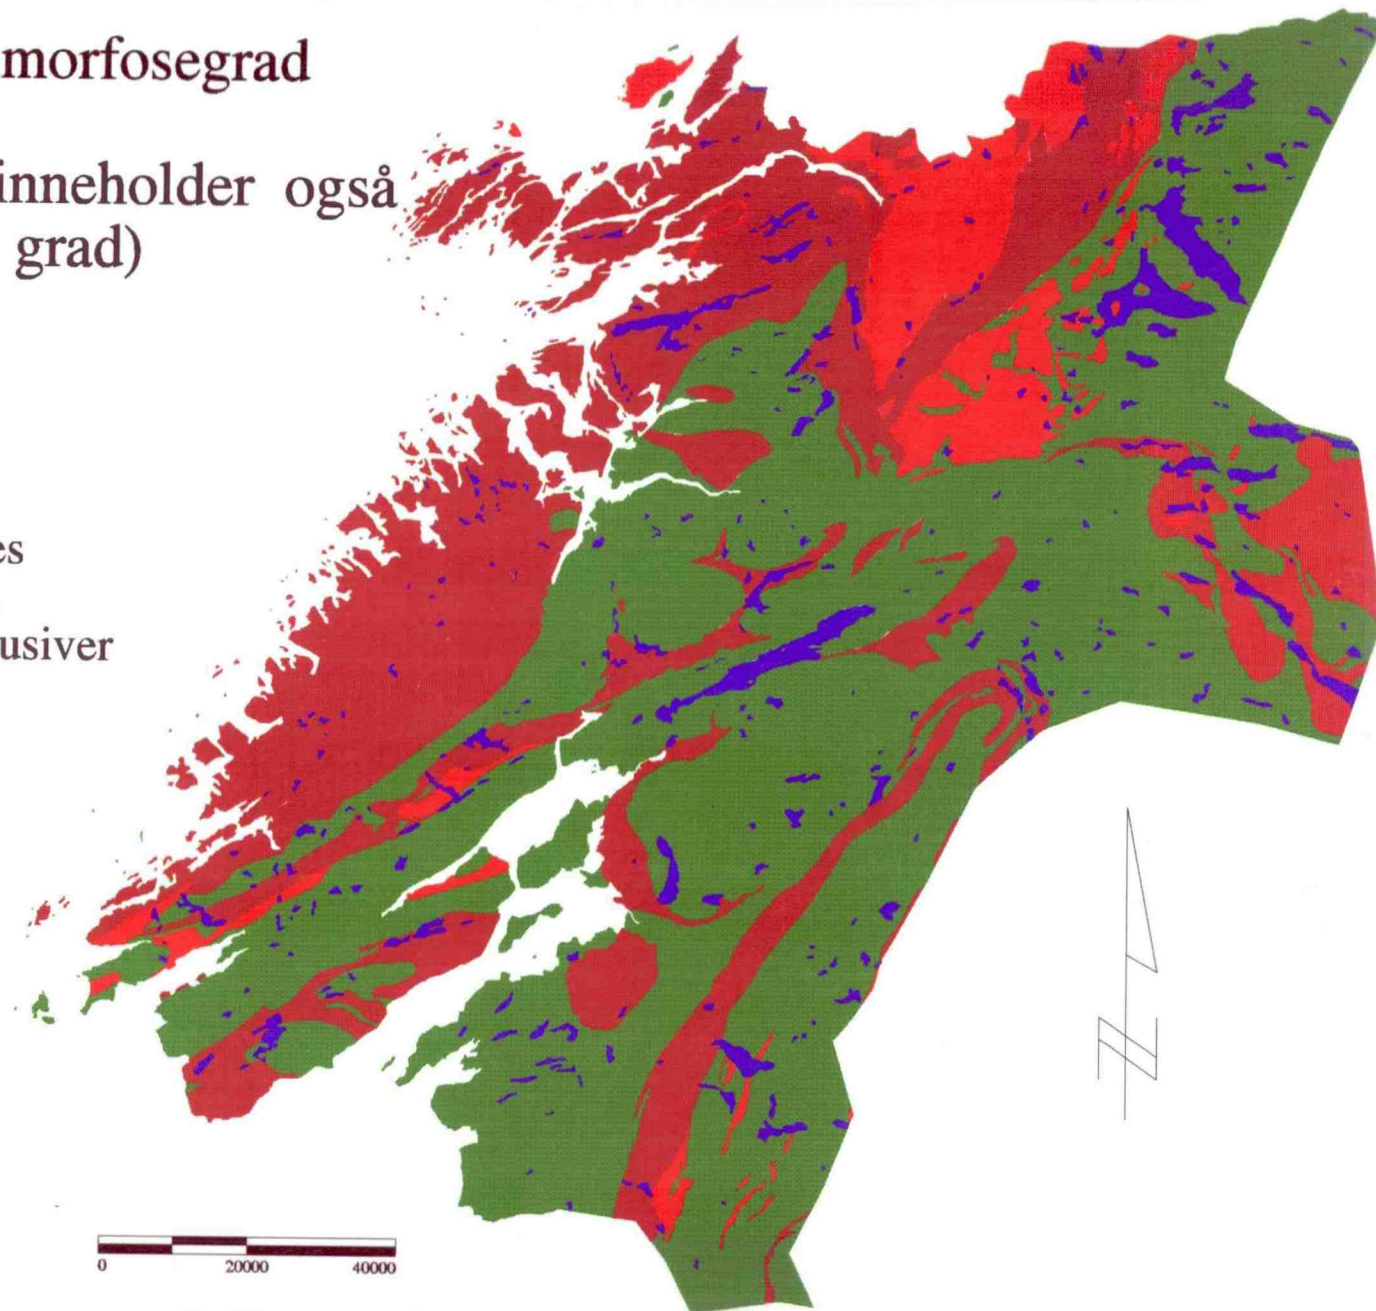 morfosegrad
inneholder også
grad)
es
usiver
0 20000 40000